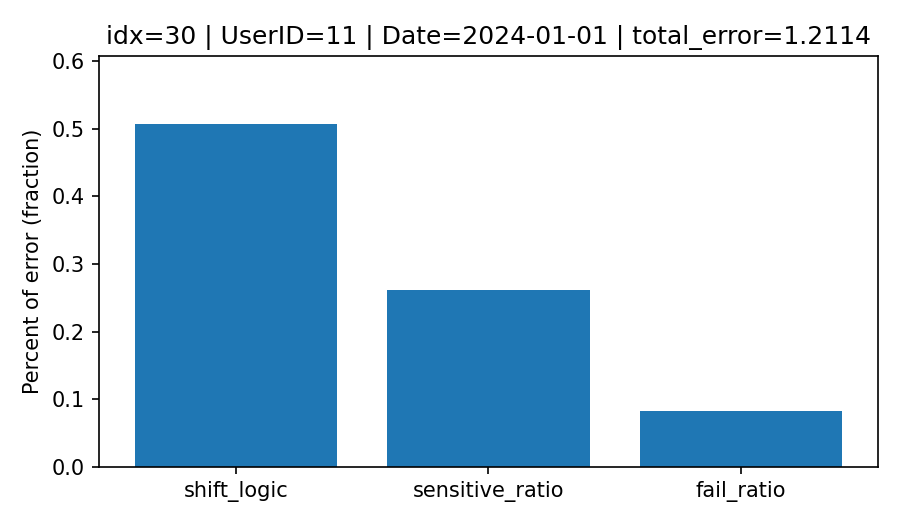 idx=30 | UserID=11 | Date=2024-01-01 | total_error=1.2114
Percent of error (fraction)
0.6
0.5
0.4
0.3
0.2
0.1
0.0
shift_logic
sensitive_ratio
fail_ratio